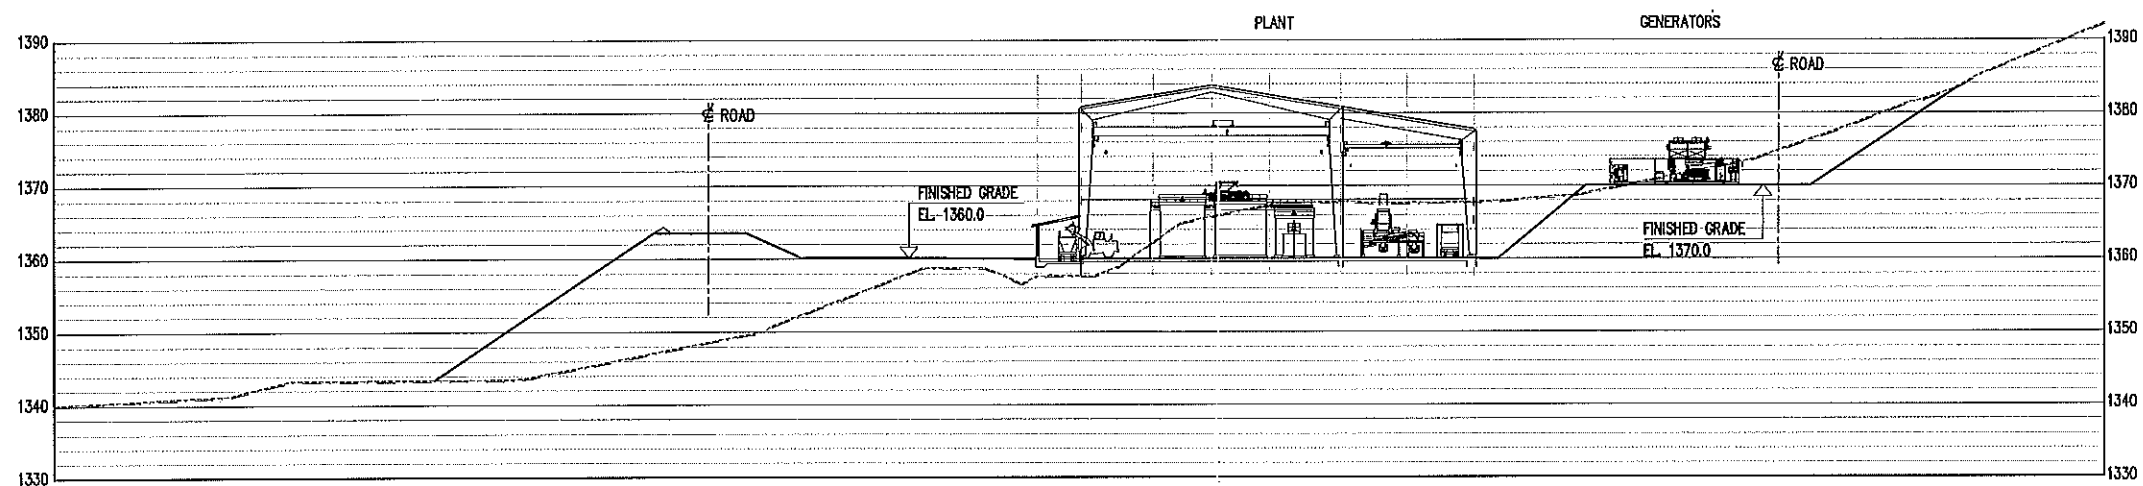 PLANT
GENERATORS
1390
1390
℄ ROAD
1380
℄ ROAD
1380
1370
FINISHED GRADE
EL. 1360.0
1370
FINISHED GRADE
EL. 1370.0
1360
1360
1350
1350
1340
1340
1330
1330